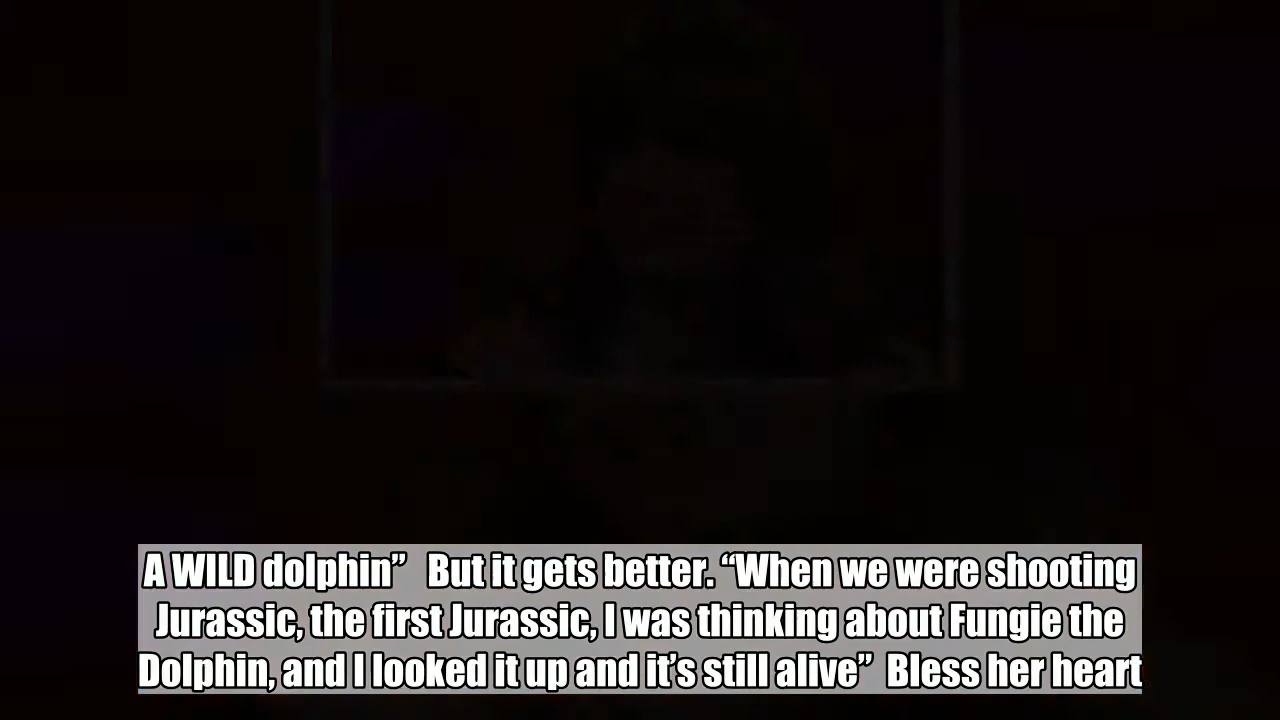 A WILD dolphin”  But it gets better. “When we were shooting
Jurassic, the first Jurassic, I was thinking about Fungie the
Dolphin, and I looked it up and it’s still alive”  Bless her heart